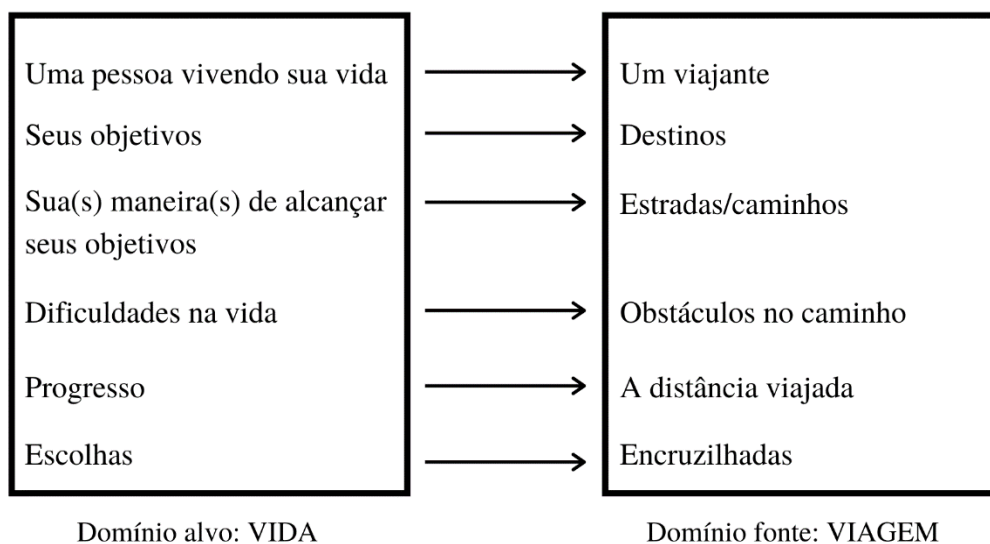 Uma pessoa vivendo sua vida
Um viajante
Seus objetivos
Destinos
Sua(s) maneira(s) de alcançar
seus objetivos
Estradas/caminhos
Dificuldades na vida
Obstáculos no caminho
Progresso
A distância viajada
Escolhas
Encruzilhadas
Domínio alvo: VIDA
Domínio fonte: VIAGEM